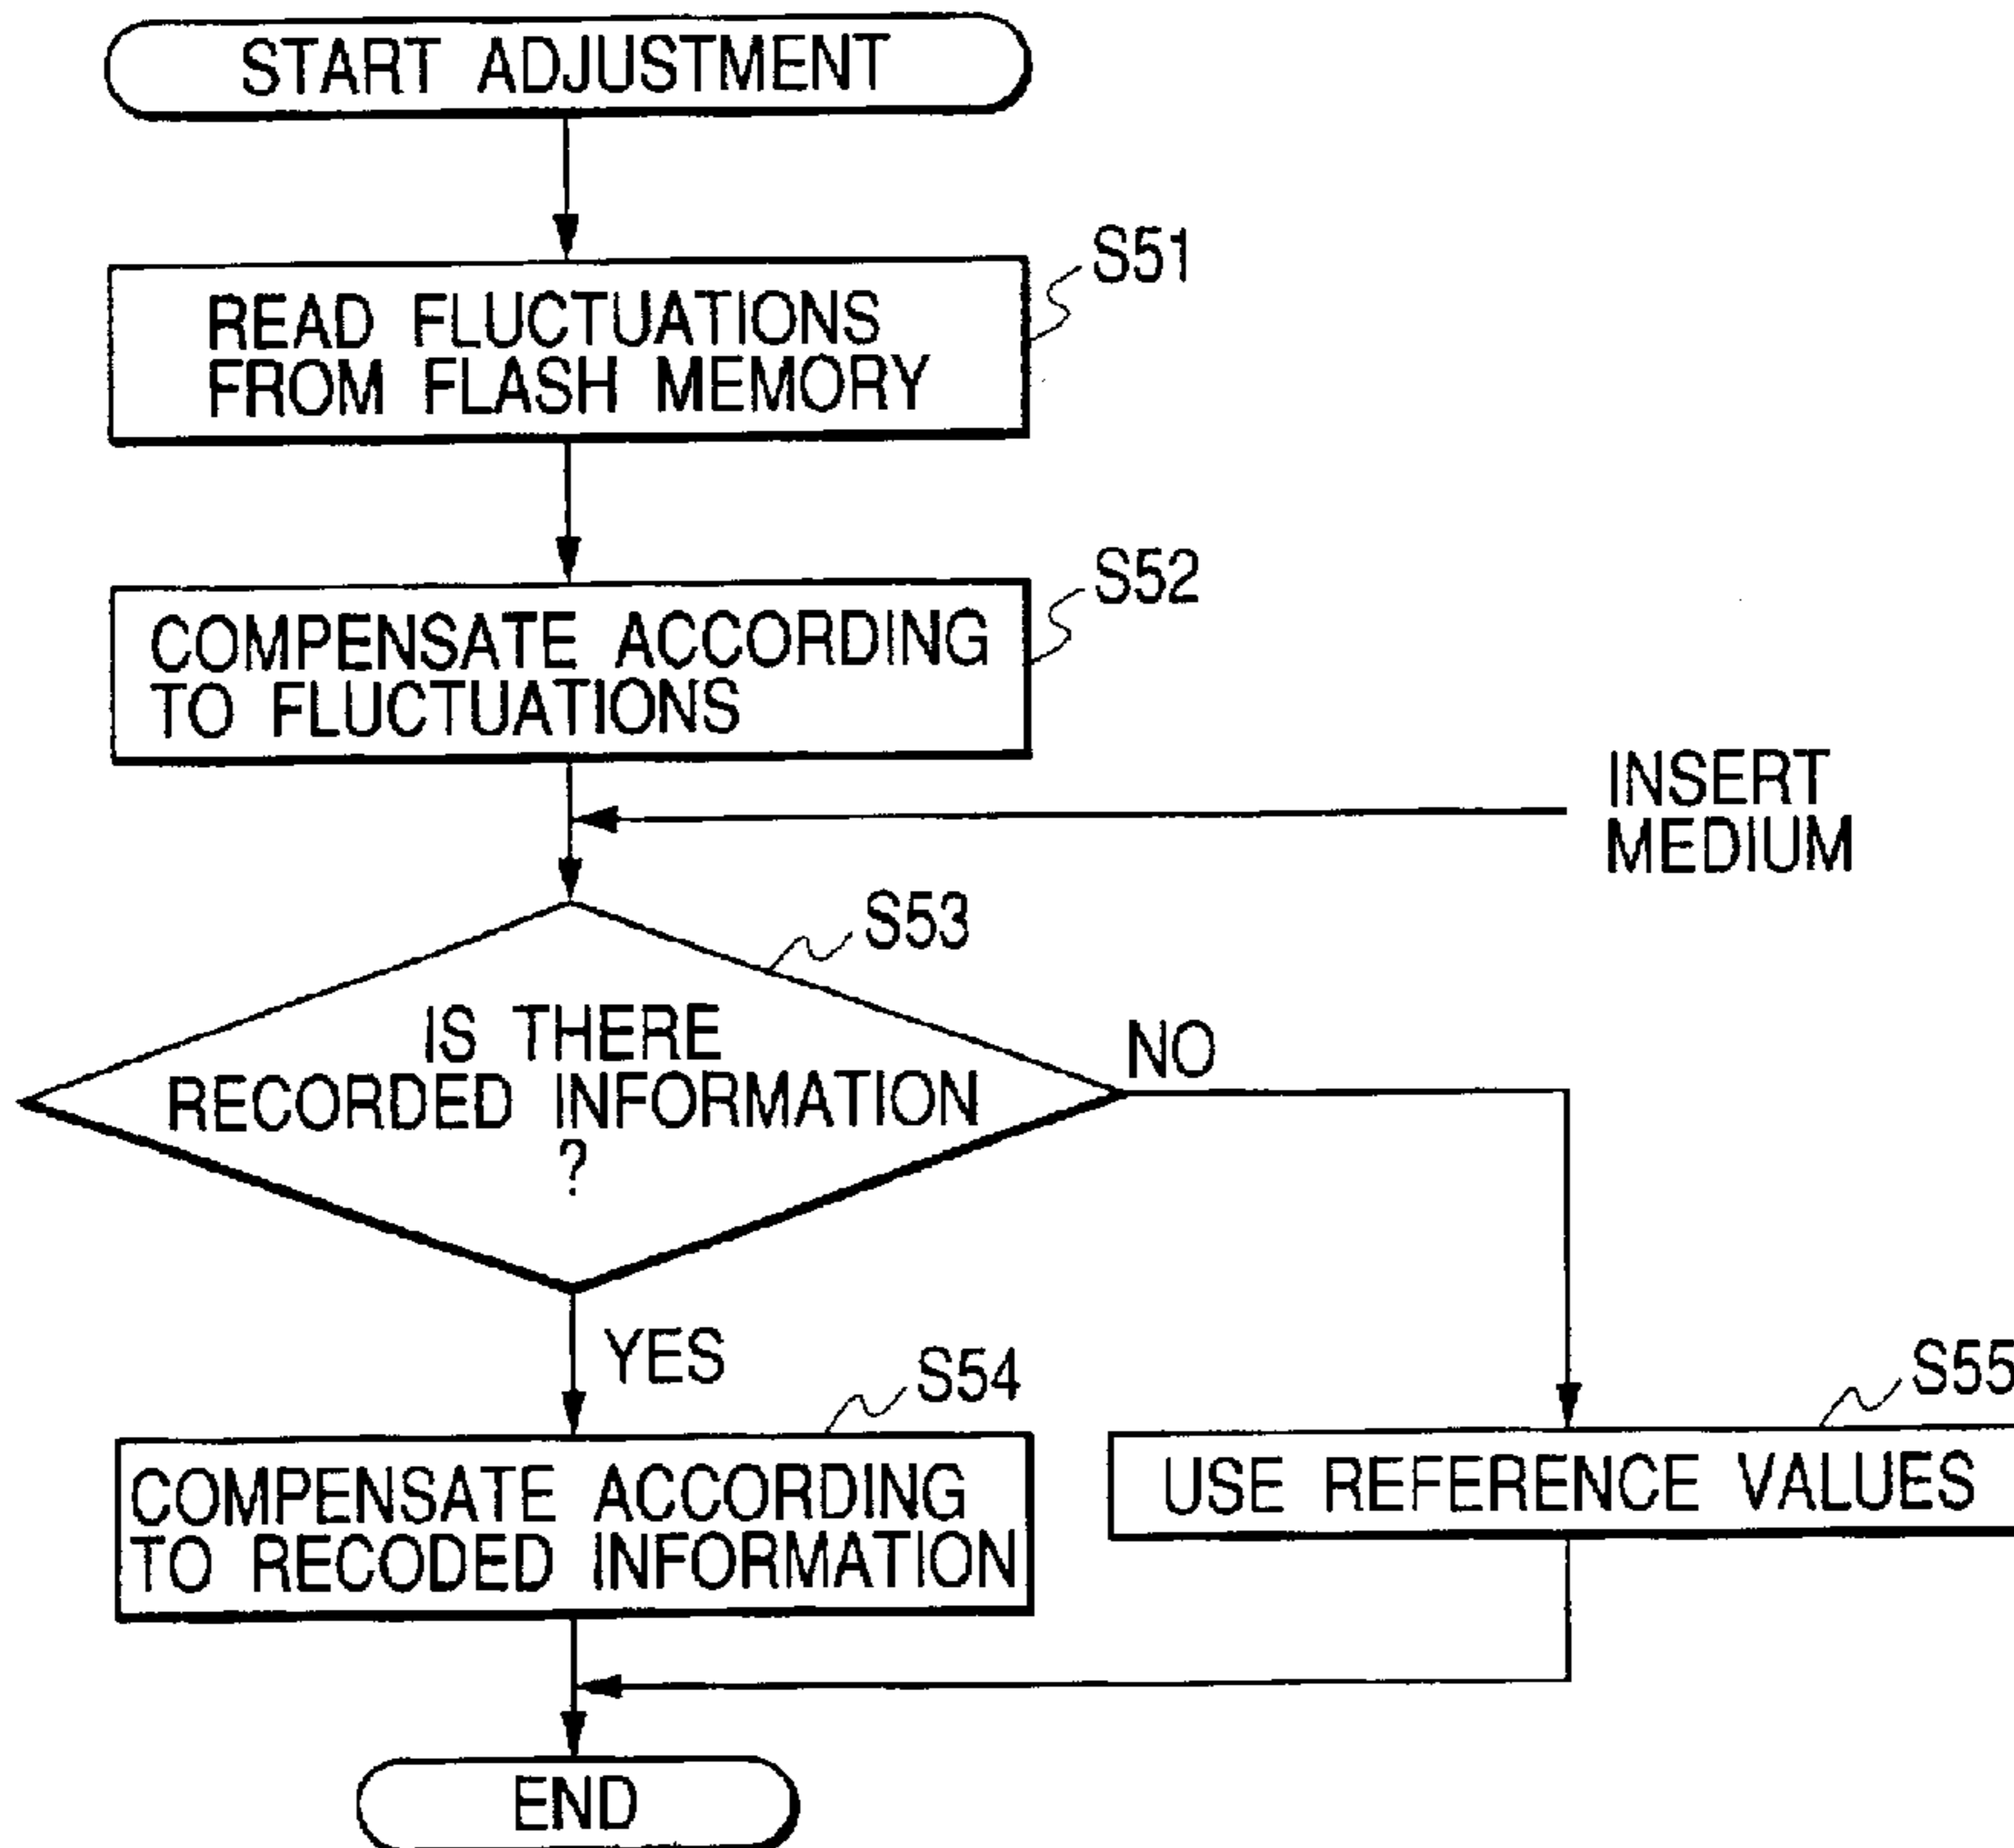 START ADJUSTMENT
S51
READ FLUCTUATIONS
FROM FLASH MEMORY
S52
COMPENSATE ACCORDING
TO FLUCTUATIONS
INSERT
MEDIUM
S53
IS THERE
RECORDED INFORMATION
?
NO
YES
S54
COMPENSATE ACCORDING
TO RECODED INFORMATION
S55
USE REFERENCE VALUES
END